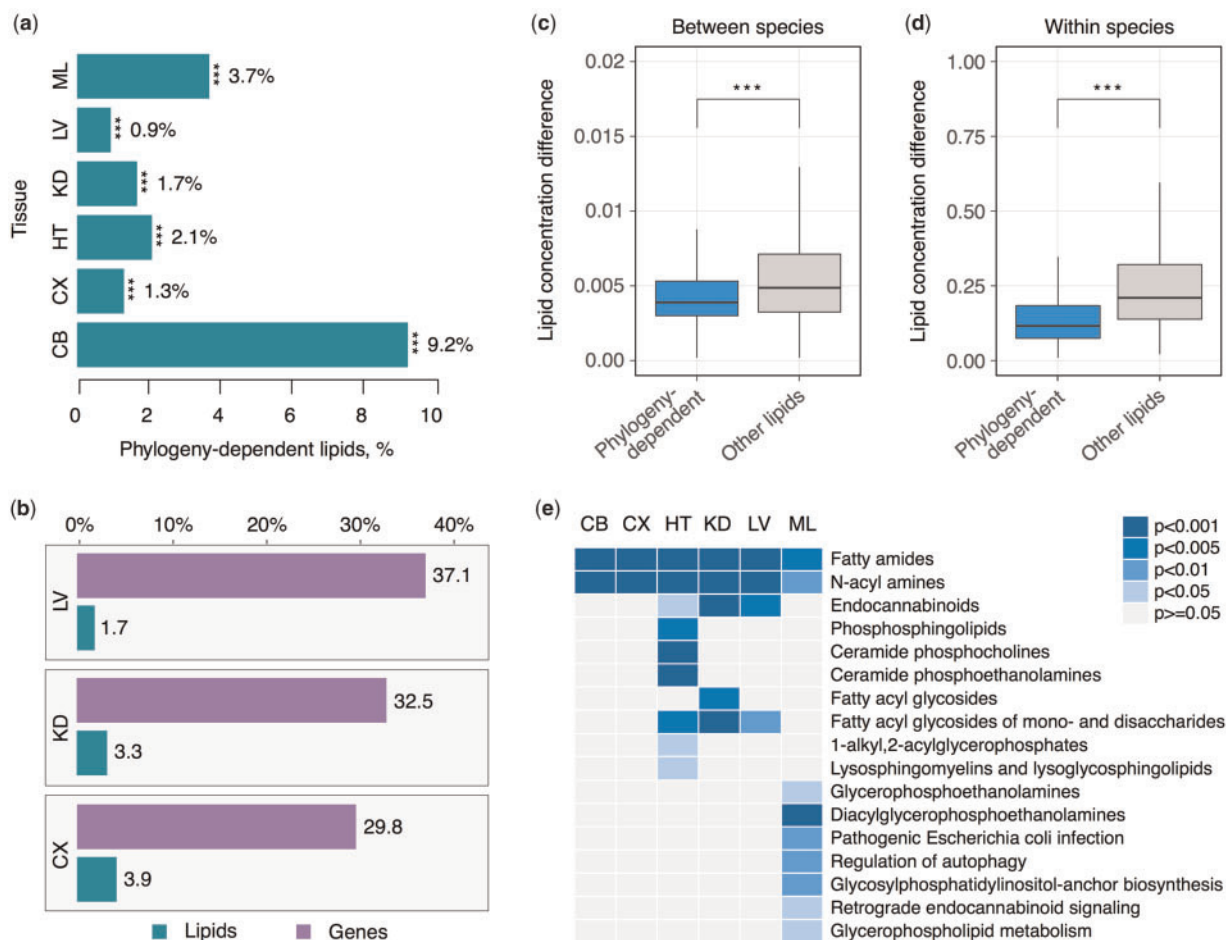 (a)
Tissue
ML
*** 3.7%
LV
*** 0.9%
KD
*** 1.7%
HT
*** 2.1%
CX
*** 1.3%
CB
*** 9.2%
0 2 4 6 8 10
Phylogeny-dependent lipids, %
(b)
0% 10% 20% 30% 40%
LV
37.1
1.7
KD
32.5
3.3
CX
29.8
3.9
Lipids Genes
(c)
Between species
Lipid concentration difference
0.02
0.015
0.01
0.005
0.00
***
Phylogeny-
dependent
Other lipids
(d)
Within species
Lipid concentration difference
1.00
0.75
0.50
0.25
0.00
***
Phylogeny-
dependent
Other lipids
(e)
CB CX HT KD LV ML
Fatty amides
N-acyl amines
Endocannabinoids
Phosphosphingolipids
Ceramide phosphocholines
Ceramide phosphoethanolamines
Fatty acyl glycosides
Fatty acyl glycosides of mono- and disaccharides
1-alkyl,2-acylglycerophosphates
Lysosphingomyelins and lysoglycosphingolipids
Glycerophosphoethanolamines
Diacylglycerophosphoethanolamines
Pathogenic Escherichia coli infection
Regulation of autophagy
Glycosylphosphatidylinositol-anchor biosynthesis
Retrograde endocannabinoid signaling
Glycerophospholipid metabolism
p<0.001
p<0.005
p<0.01
p<0.05
p>=0.05